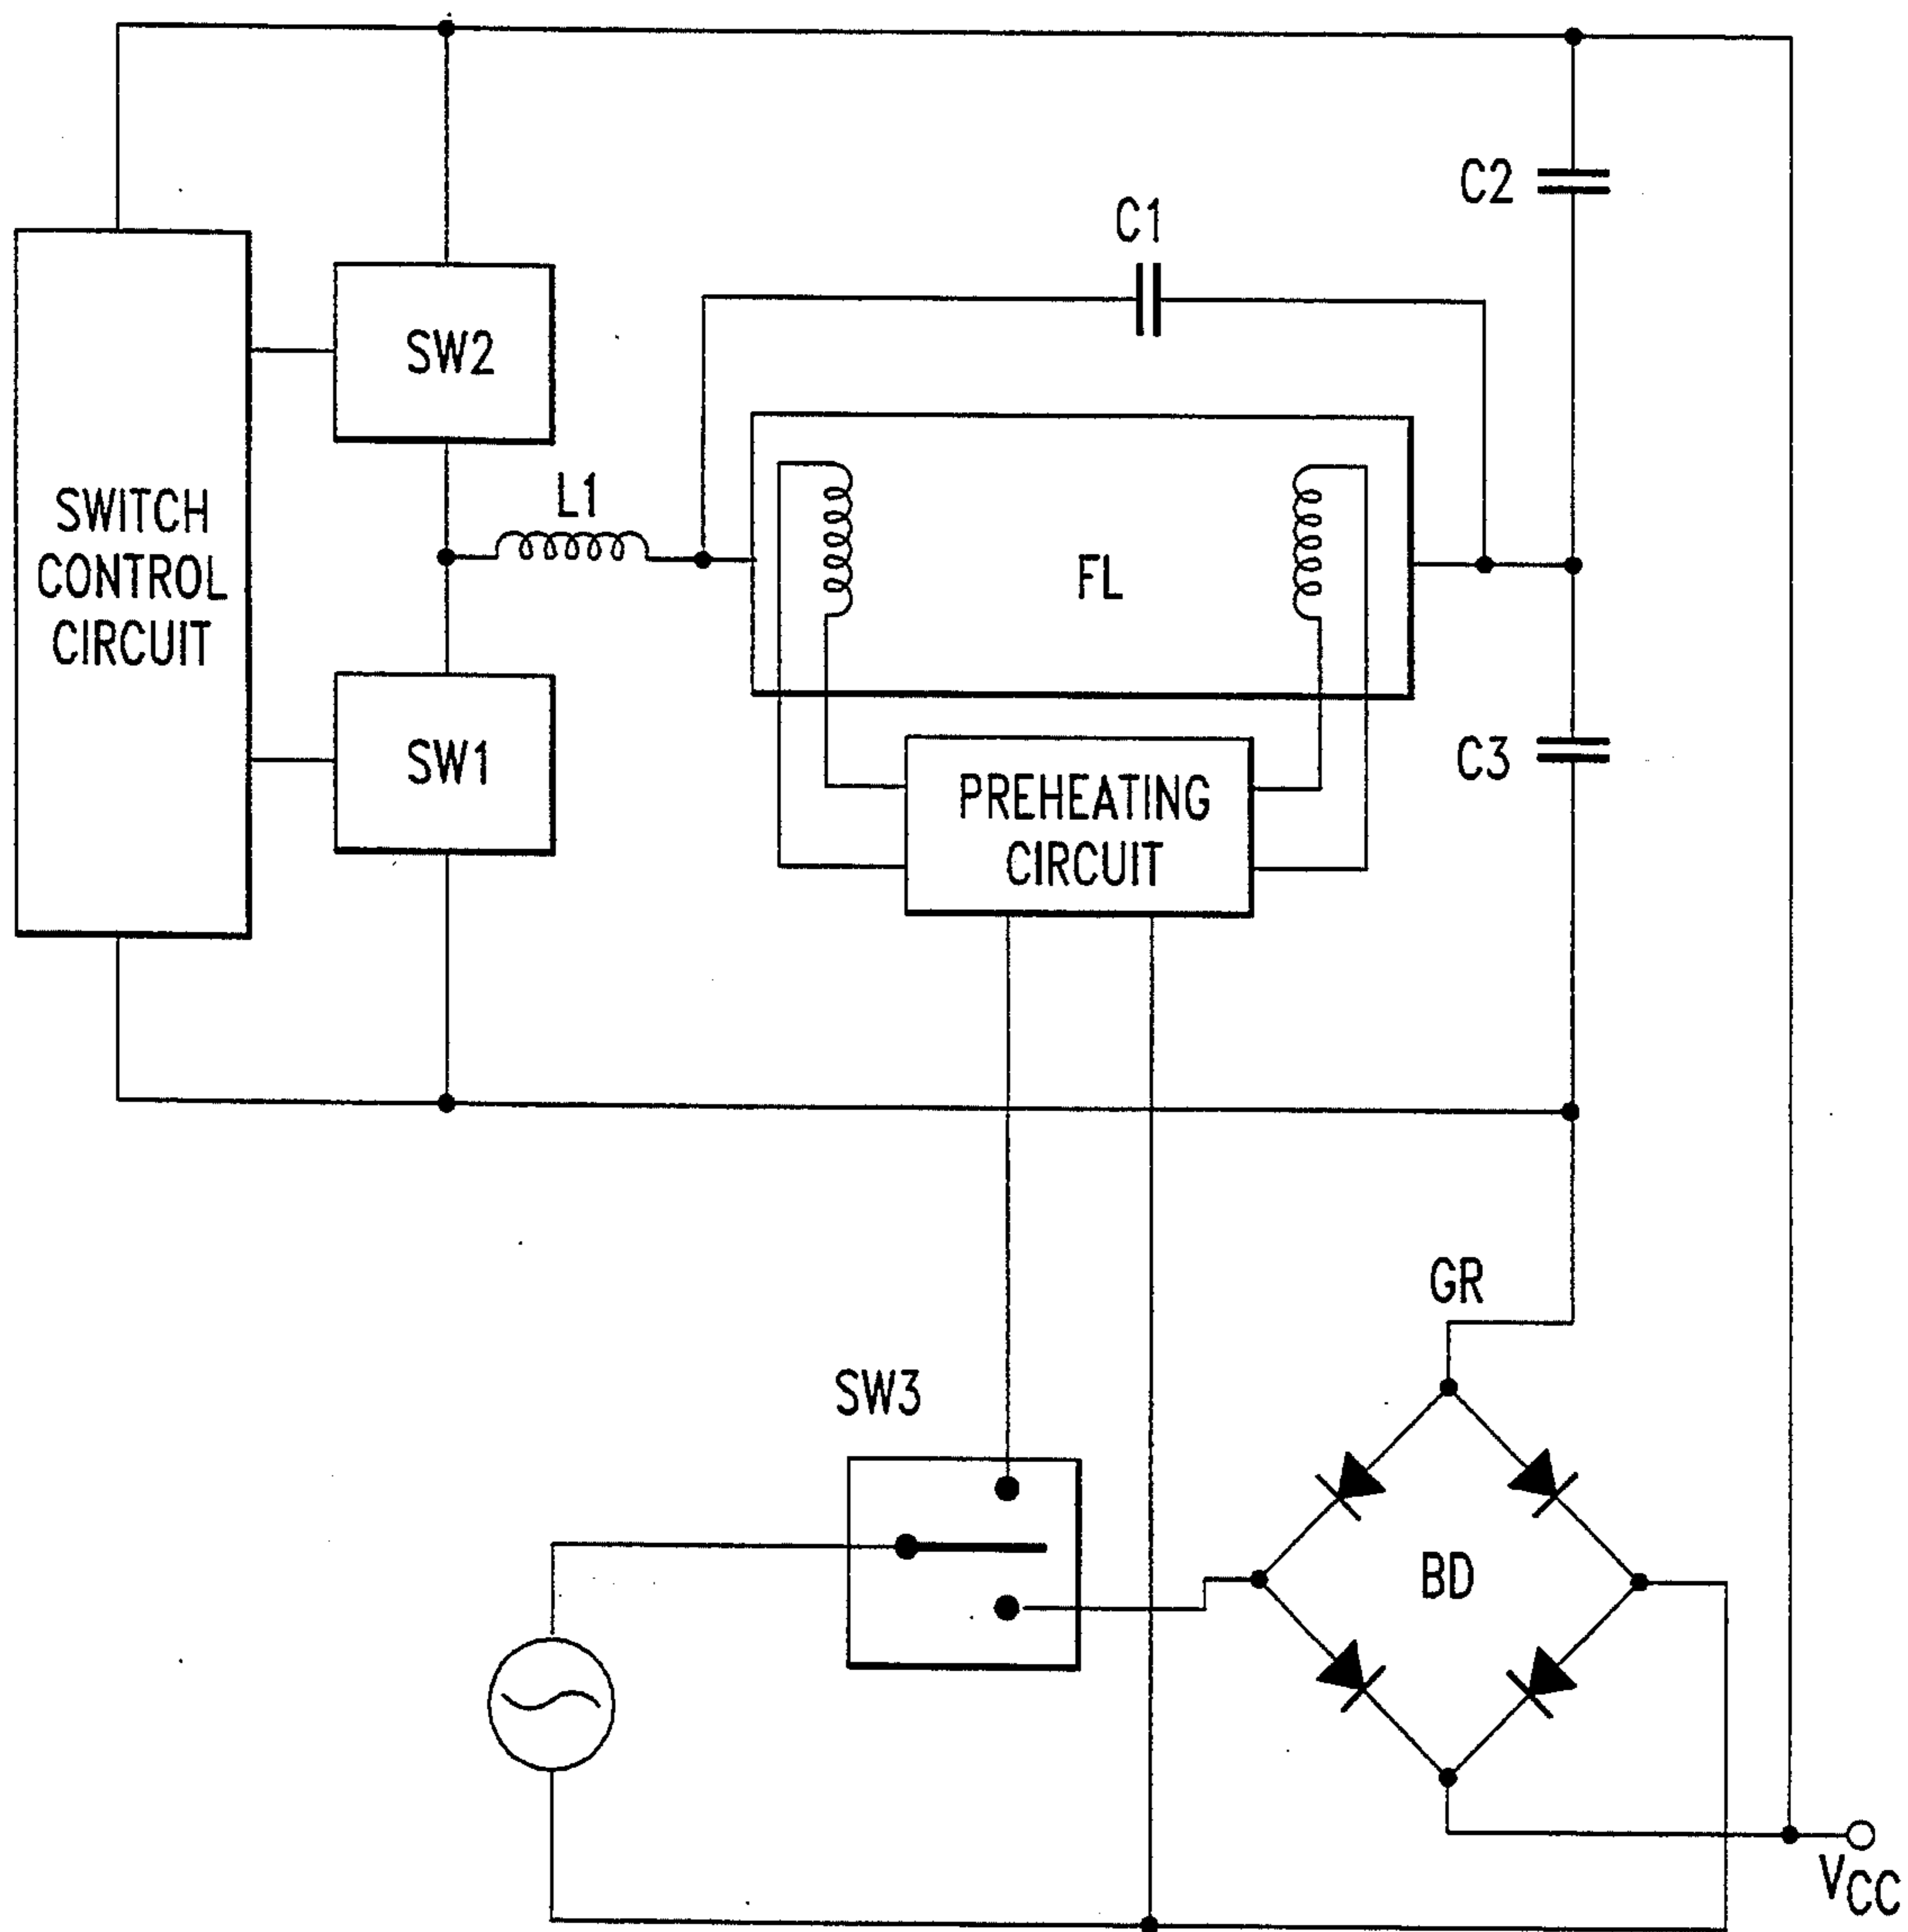 C2
C1
SW2
L1
SWITCH
CONTROL
CIRCUIT
FL
SW1
C3
PREHEATING
CIRCUIT
GR
SW3
BD
VCC